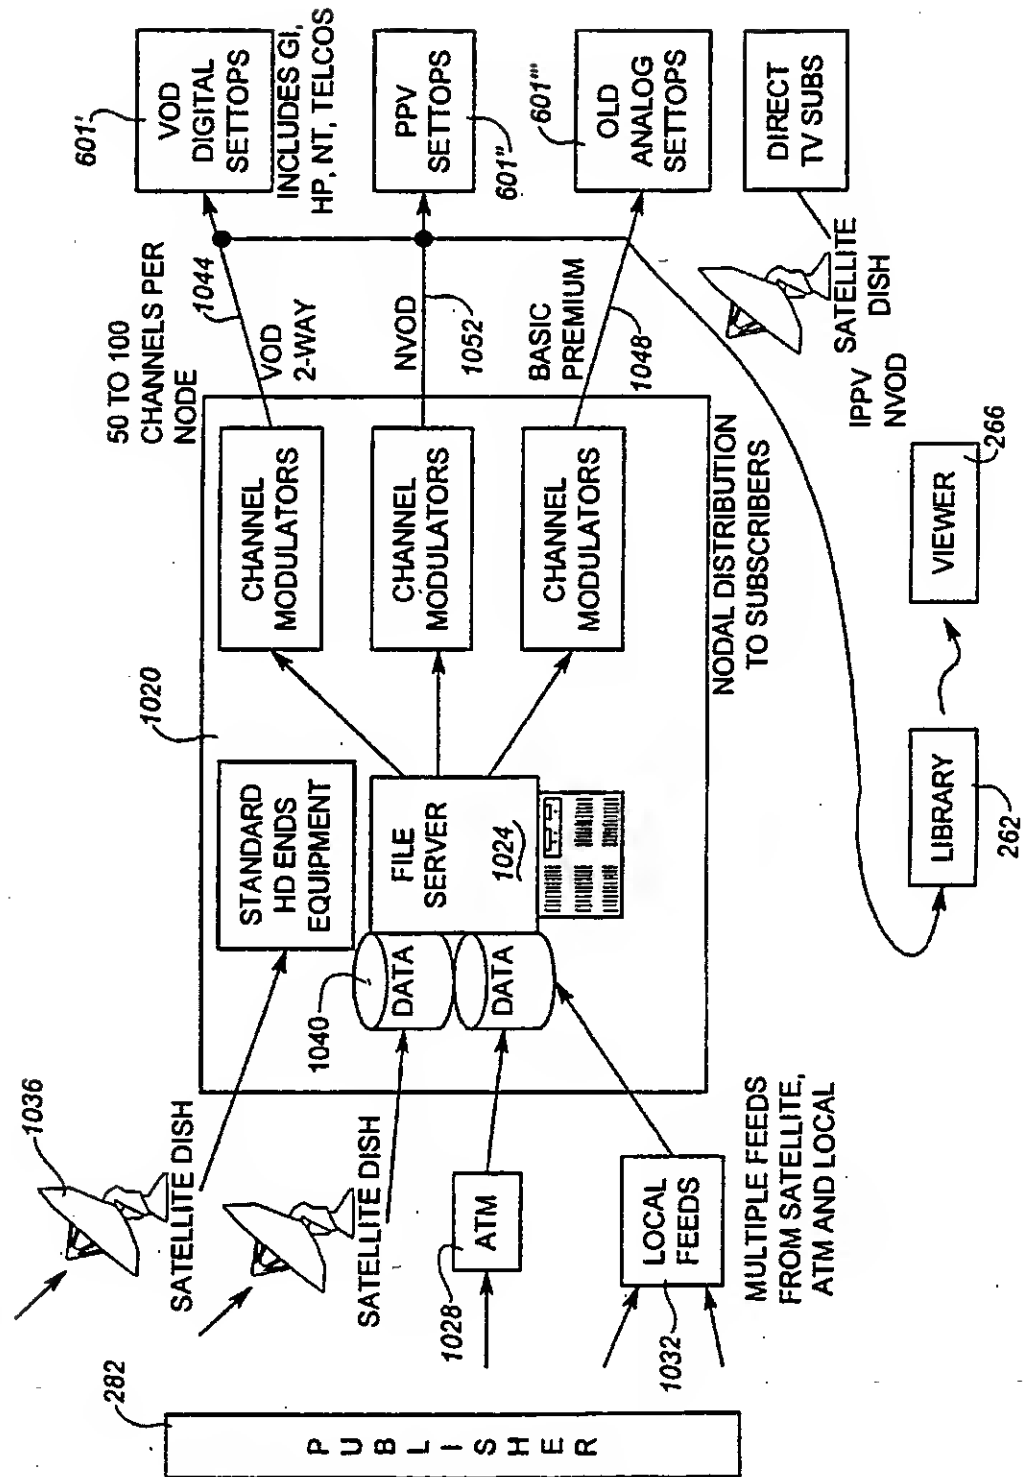 282
PUBLISHER
1036
SATELLITE DISH
SATELLITE DISH
1028
ATM
1032
LOCAL
FEEDS
MULTIPLE FEEDS
FROM SATELLITE,
ATM AND LOCAL
1020
STANDARD
HD ENDS
EQUIPMENT
1040
DATA
DATA
FILE
SERVER
1024
CHANNEL
MODULATORS
CHANNEL
MODULATORS
CHANNEL
MODULATORS
NODAL DISTRIBUTION
TO SUBSCRIBERS
50 TO 100
CHANNELS PER
NODE
1044
VOD
2-WAY
NVOD
1052
BASIC
PREMIUM
1048
601'
VOD
DIGITAL
SETTOPS
INCLUDES GI,
HP, NT, TELCOS
PPV
SETTOPS
601"
601'"
OLD
ANALOG
SETTOPS
DIRECT
TV SUBS
SATELLITE
DISH
IPPV
NVOD
LIBRARY
262
VIEWER
266